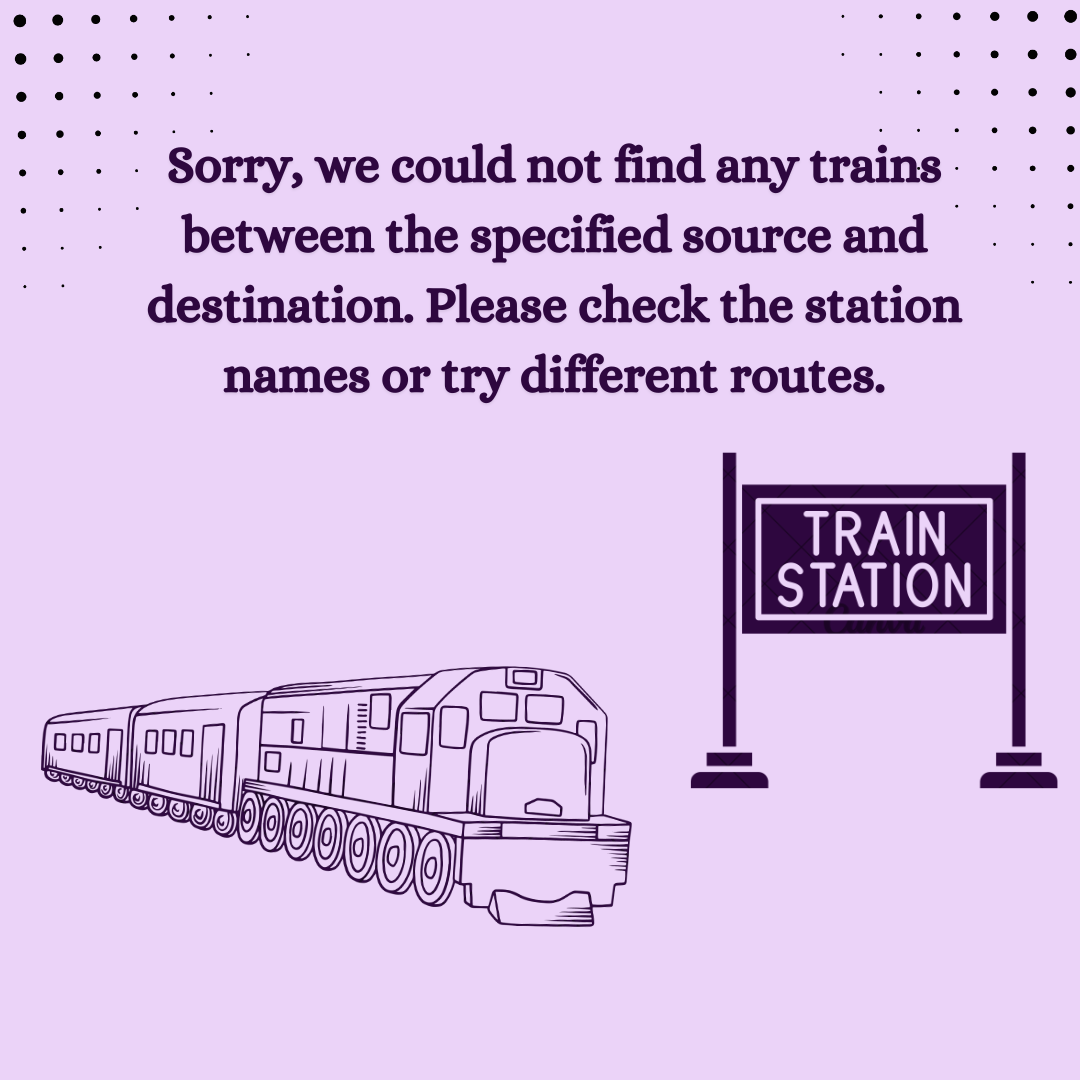 Sorry, we could not find any trains
between the specified source and
destination. Please check the station
names or try different routes.
TRAIN
STATION
Canva